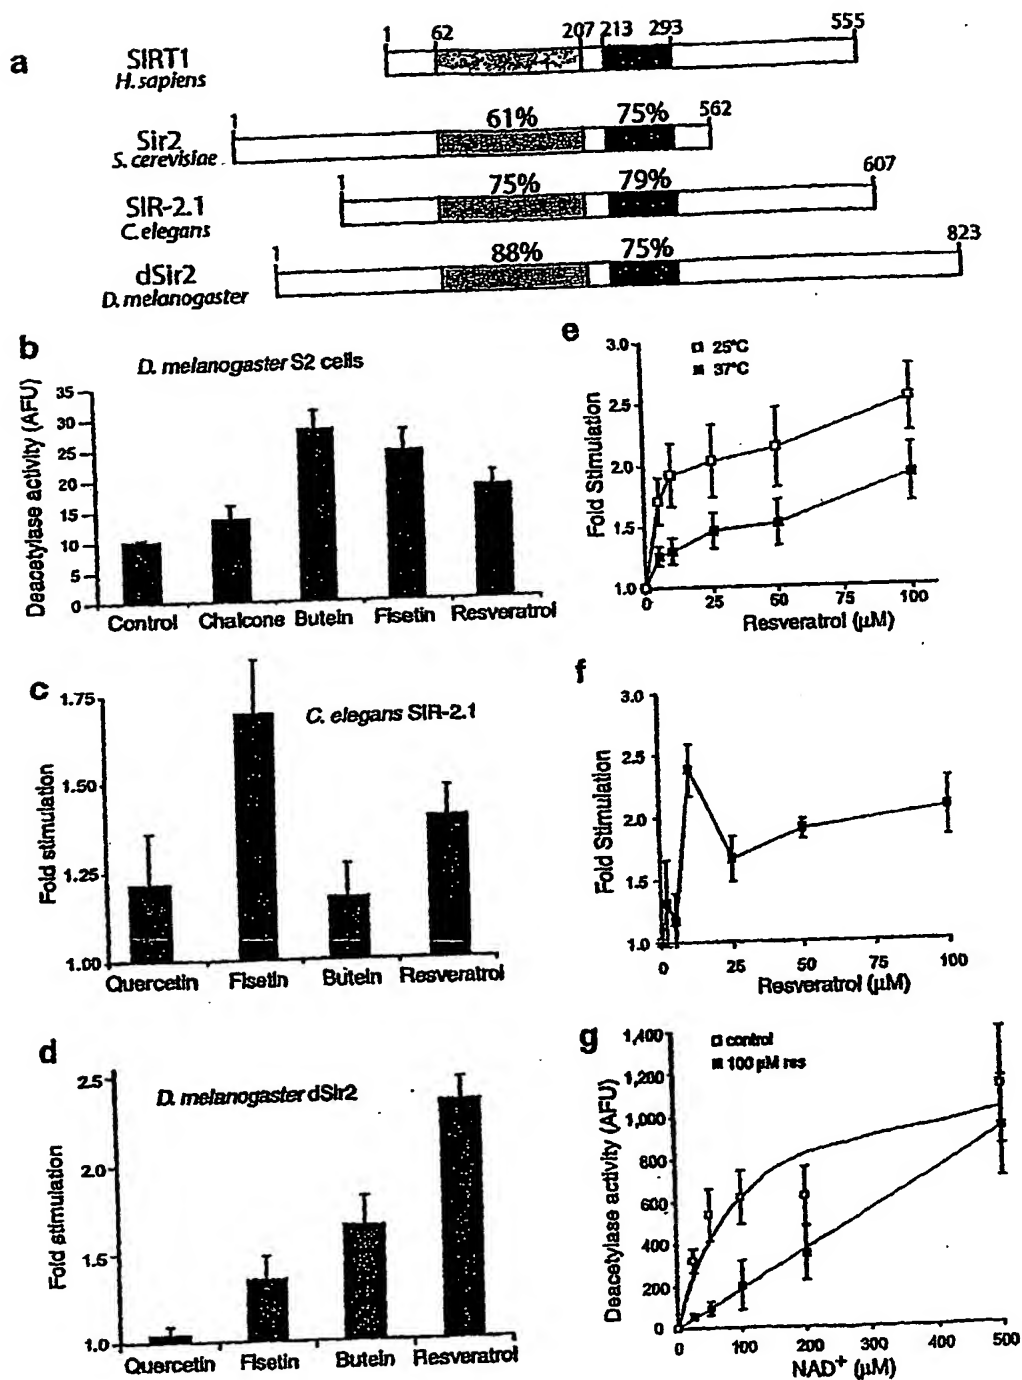 a
SIRT1
H. sapiens
1 62 207 213 293 555
Sir2
S. cerevisiae
1 61% 75% 562
SIR-2.1
C. elegans
1 75% 79% 607
dSir2
D. melanogaster
1 88% 75% 823
b
D. melanogaster S2 cells
Deacetylase activity (AFU)
35
30
25
20
15
10
5
0
Control Chalcone Butein Fisetin Resveratrol
e
25°C
37°C
Fold Stimulation
3.0
2.5
2.0
1.5
1.0
0 25 50 75 100
Resveratrol (µM)
c
C. elegans SIR-2.1
Fold stimulation
1.75
1.50
1.25
1.00
Quercetin Fisetin Butein Resveratrol
f
Fold Stimulation
3.0
2.5
2.0
1.5
1.0
0 25 50 75 100
Resveratrol (µM)
d
D. melanogaster dSir2
Fold stimulation
2.5
2.0
1.5
1.0
Quercetin Fisetin Butein Resveratrol
g
control
100 µM res
Deacetylase activity (AFU)
1,400
1,200
1,000
800
600
400
200
0
0 100 200 300 400 500
NAD+ (µM)